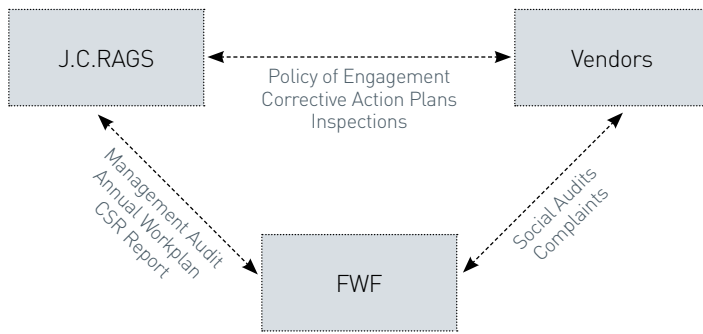 J.C.RAGS
Vendors
Policy of Engagement
Corrective Action Plans
Inspections
Management Audit
Annual Workplan
CSR Report
Social Audits
Complaints
FWF